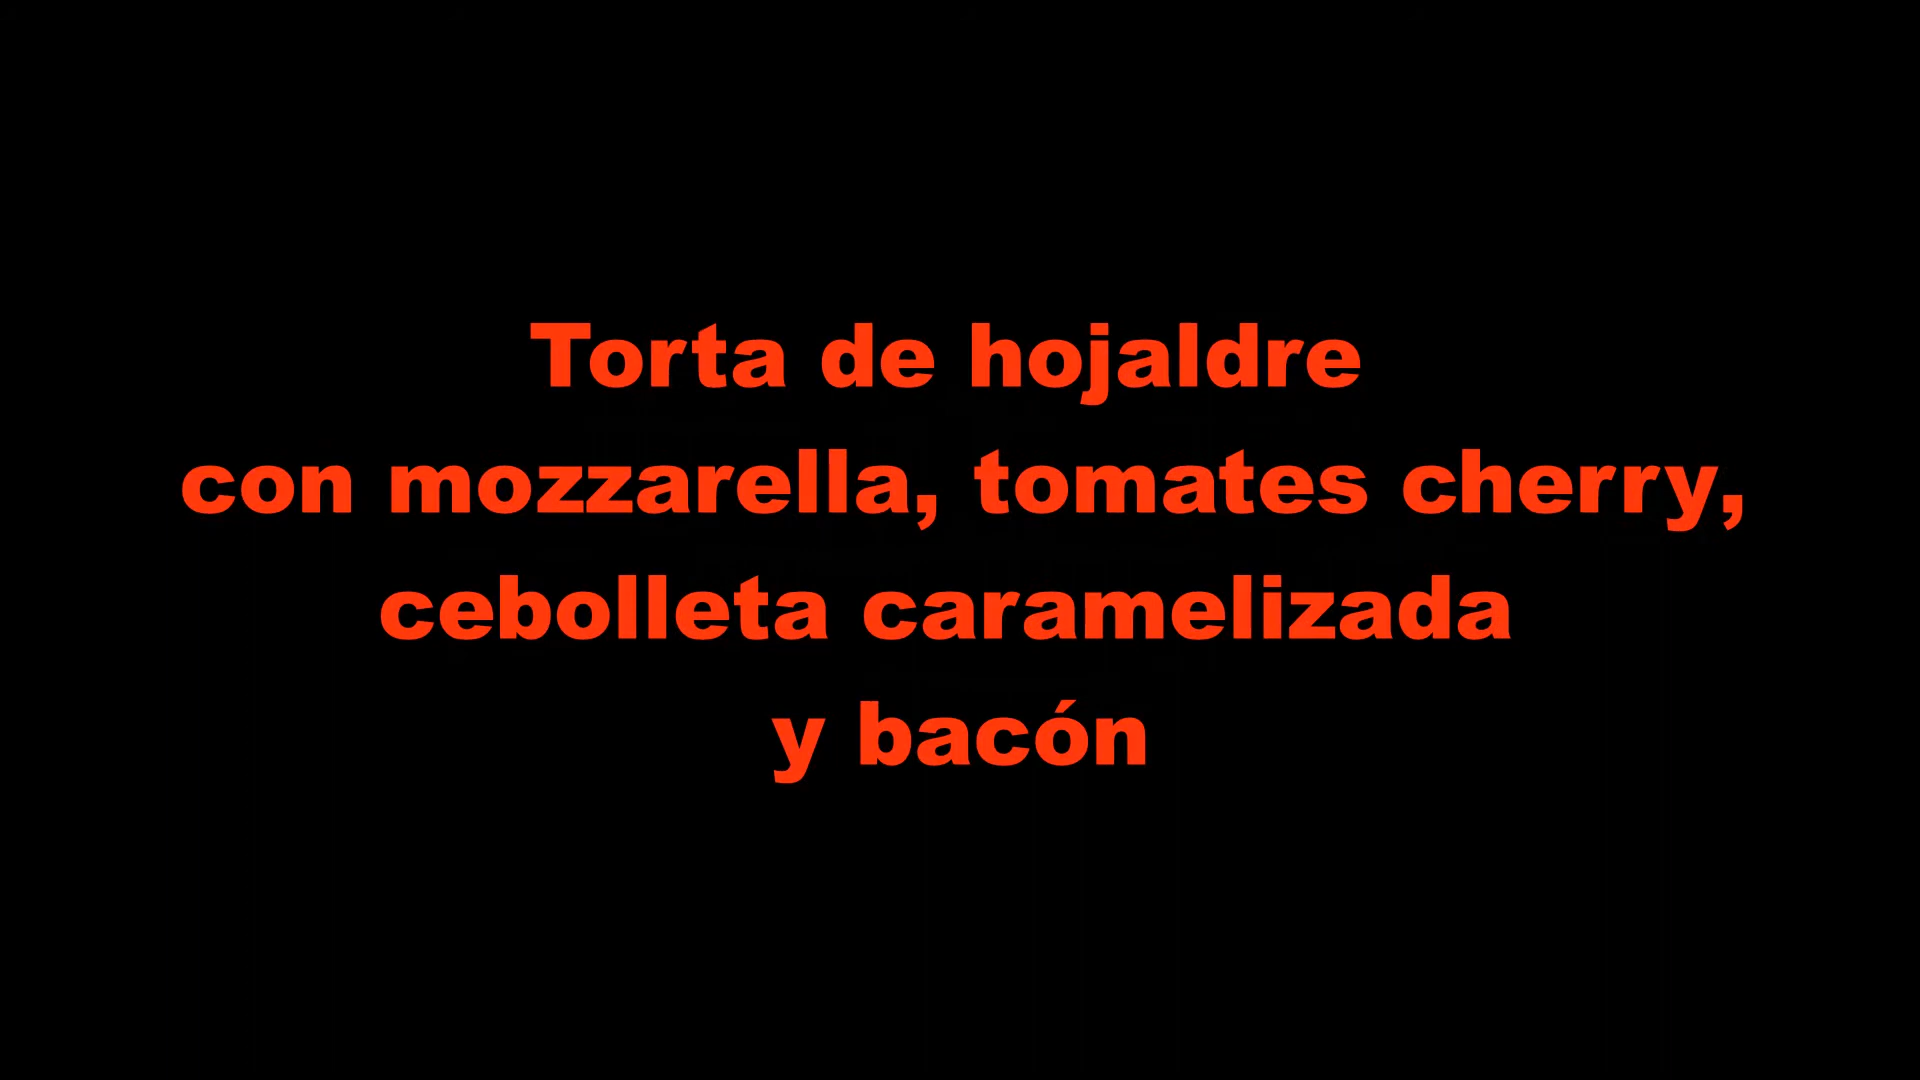 Torta de hojaldre
con mozzarella, tomates cherry,
cebolleta caramelizada
y bacón